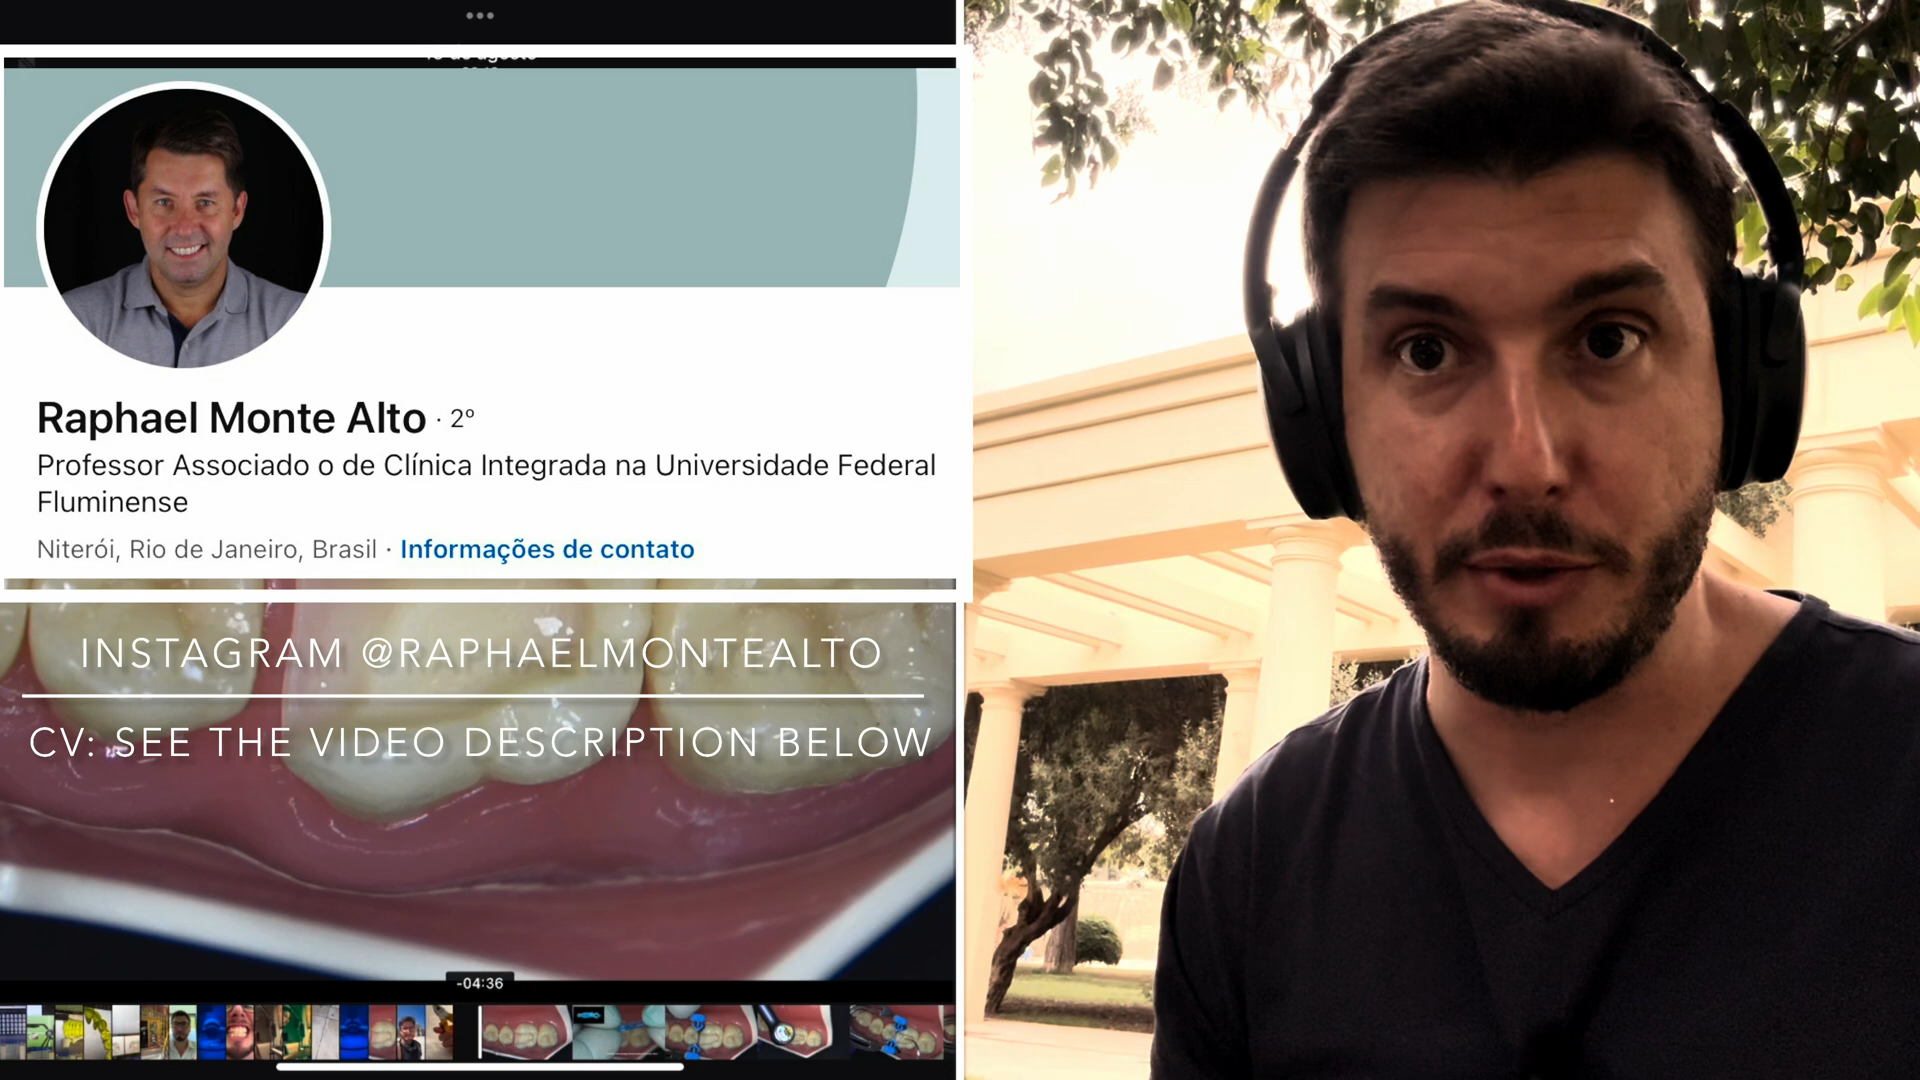 Raphael Monte Alto · 2º
Professor Associado o de Clínica Integrada na Universidade Federal
Fluminense
Niterói, Rio de Janeiro, Brasil · Informações de contato
INSTAGRAM @RAPHAELMONTEALTO
CV: SEE THE VIDEO DESCRIPTION BELOW
-04:36